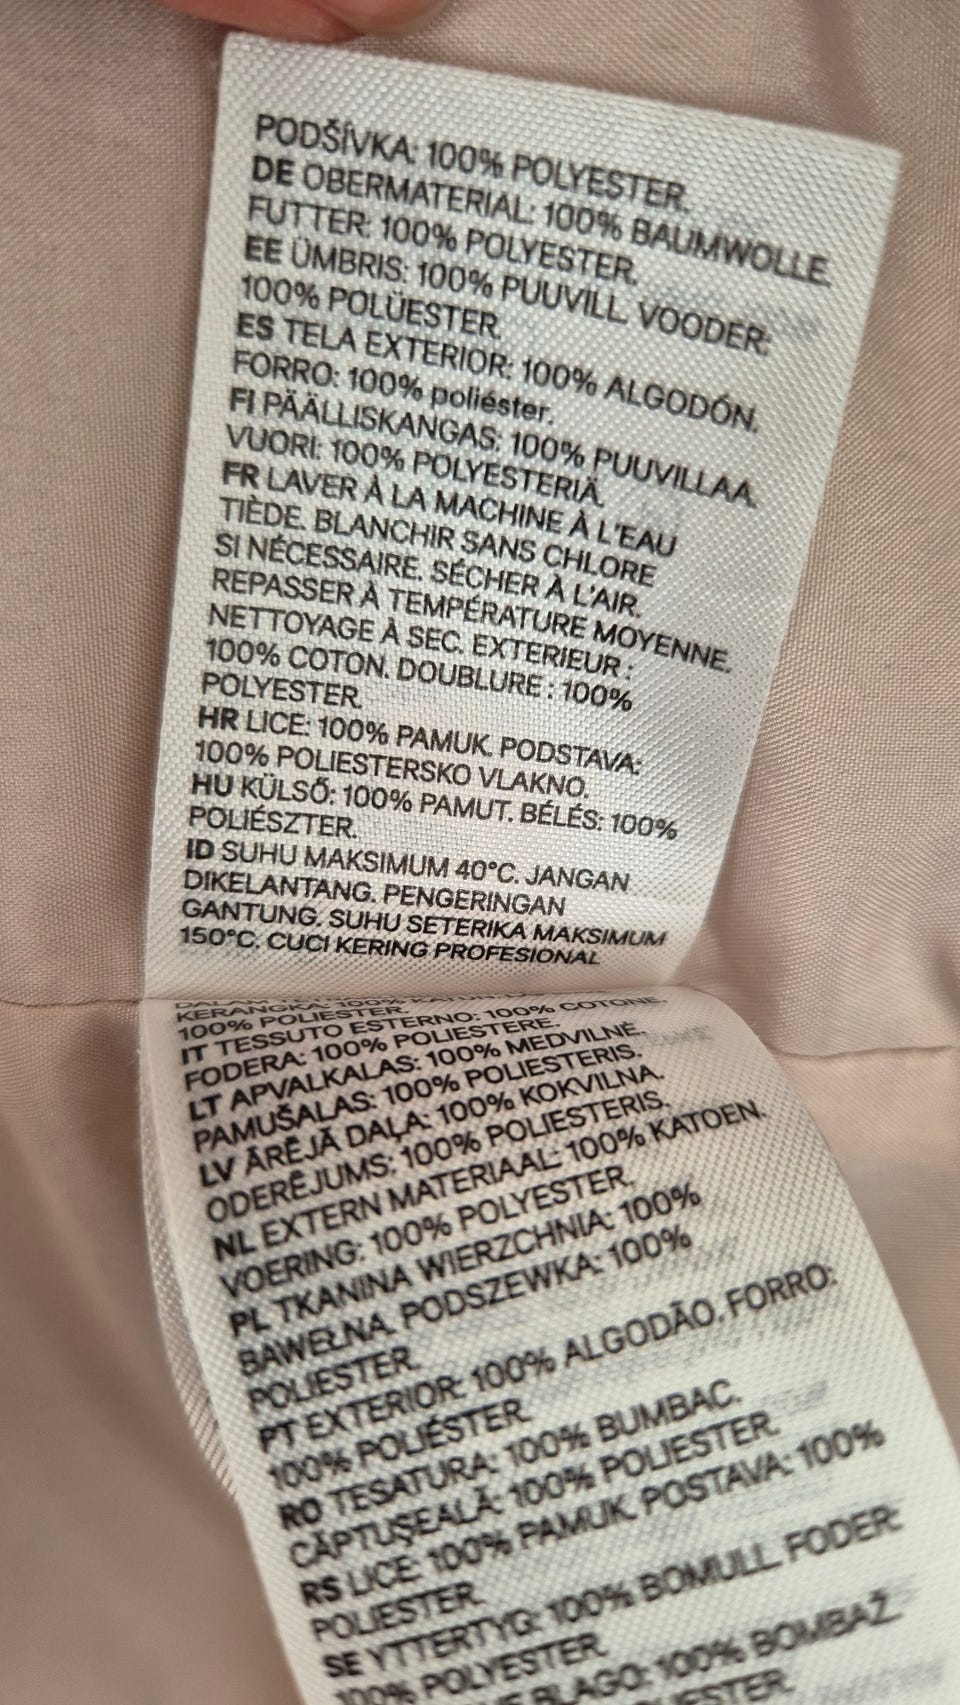 PODŠÍVKA: 100% POLYESTER.
DE OBERMATERIAL: 100% BAUMWOLLE.
FUTTER: 100% POLYESTER.
EE ÜMBRIS: 100% PUUVILL. VOODER:
100% POLÜESTER.
ES TELA EXTERIOR: 100% ALGODÓN.
FORRO: 100% poliéster.
FI PÄÄLLISKANGAS: 100% PUUVILLAA.
VUORI: 100% POLYESTERIÄ.
FR LAVER À LA MACHINE À L'EAU
TIÈDE. BLANCHIR SANS CHLORE
SI NÉCESSAIRE. SÉCHER À L'AIR.
REPASSER À TEMPÉRATURE MOYENNE.
NETTOYAGE À SEC. EXTERIEUR :
100% COTON. DOUBLURE : 100%
POLYESTER.
HR LICE: 100% PAMUK. PODSTAVA:
100% POLIESTERSKO VLAKNO.
HU KÜLSŐ: 100% PAMUT. BÉLÉS: 100%
POLIÉSZTER.
ID SUHU MAKSIMUM 40°C. JANGAN
DIKELANTANG. PENGERINGAN
GANTUNG. SUHU SETERIKA MAKSIMUM
150°C. CUCI KERING PROFESIONAL
KERANGKA: 100% KATUN.
100% POLIESTER.
IT TESSUTO ESTERNO: 100% COTONE.
FODERA: 100% POLIESTERE.
LT APVALKALAS: 100% MEDVILNĖ.
PAMUŠALAS: 100% POLIESTERIS.
LV ĀRĒJĀ DAĻA: 100% KOKVILNA.
ODERĒJUMS: 100% POLIESTERIS.
NL EXTERN MATERIAAL: 100% KATOEN.
VOERING: 100% POLYESTER.
PL TKANINA WIERZCHNIA: 100%
BAWEŁNA. PODSZEWKA: 100%
POLIESTER.
PT EXTERIOR: 100% ALGODÃO. FORRO:
100% POLIÉSTER.
RO TESATURA: 100% BUMBAC.
CĂPTUŞEALĂ: 100% POLIESTER.
RS LICE: 100% PAMUK. POSTAVA: 100%
POLIESTER.
SE YTTERTYG: 100% BOMULL. FODER:
100% POLYESTER.
BLAGO: 100% BOMBAŽ.